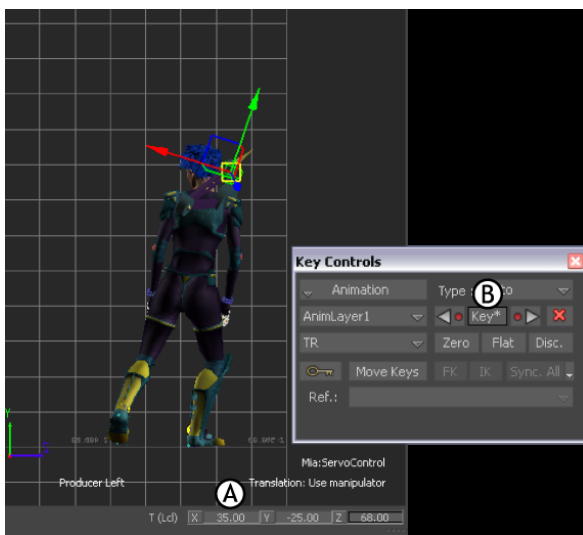 Key Controls
Animation
Type :
to
B
AnimLayer1
Key*
TR
Zero
Flat
Disc.
Move Keys
FK
IK
Sync. All
Ref.:
Y
Mia:ServoControl
Producer Left
Translation: Use manipulator
A
T (Lcl) X 35.00 Y -25.00 Z 68.00